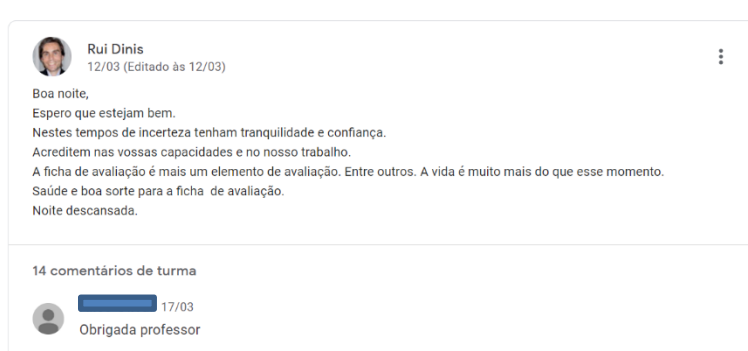 Rui Dinis
12/03 (Editado às 12/03)
Boa noite,
Espero que estejam bem.
Nestes tempos de incerteza tenham tranquilidade e confiança.
Acreditem nas vossas capacidades e no nosso trabalho.
A ficha de avaliação é mais um elemento de avaliação. Entre outros. A vida é muito mais do que esse momento.
Saúde e boa sorte para a ficha  de avaliação.
Noite descansada.
14 comentários de turma
17/03
Obrigada professor